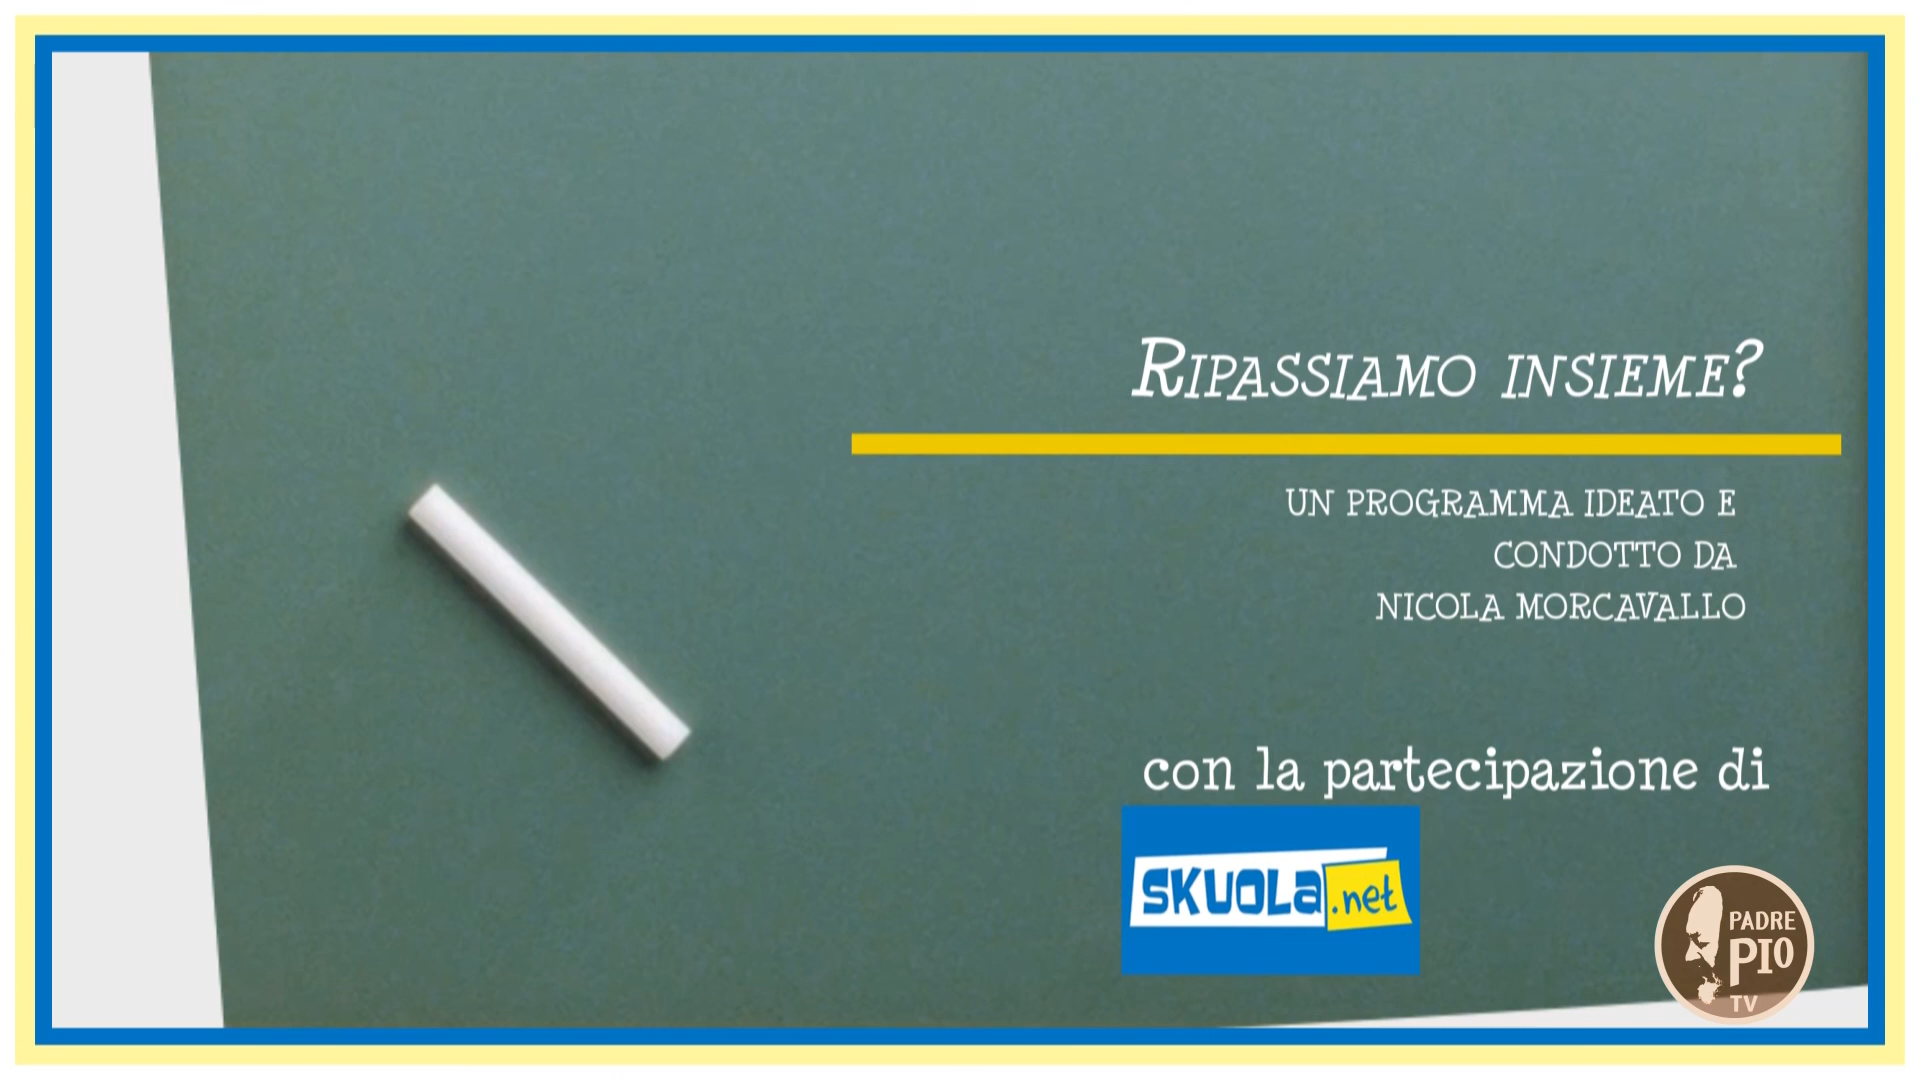 Ripassiamo insieme?
UN PROGRAMMA IDEATO E
CONDOTTO DA
NICOLA MORCAVALLO
con la partecipazione di
SKUOLa.net
PADRE
PIO
TV